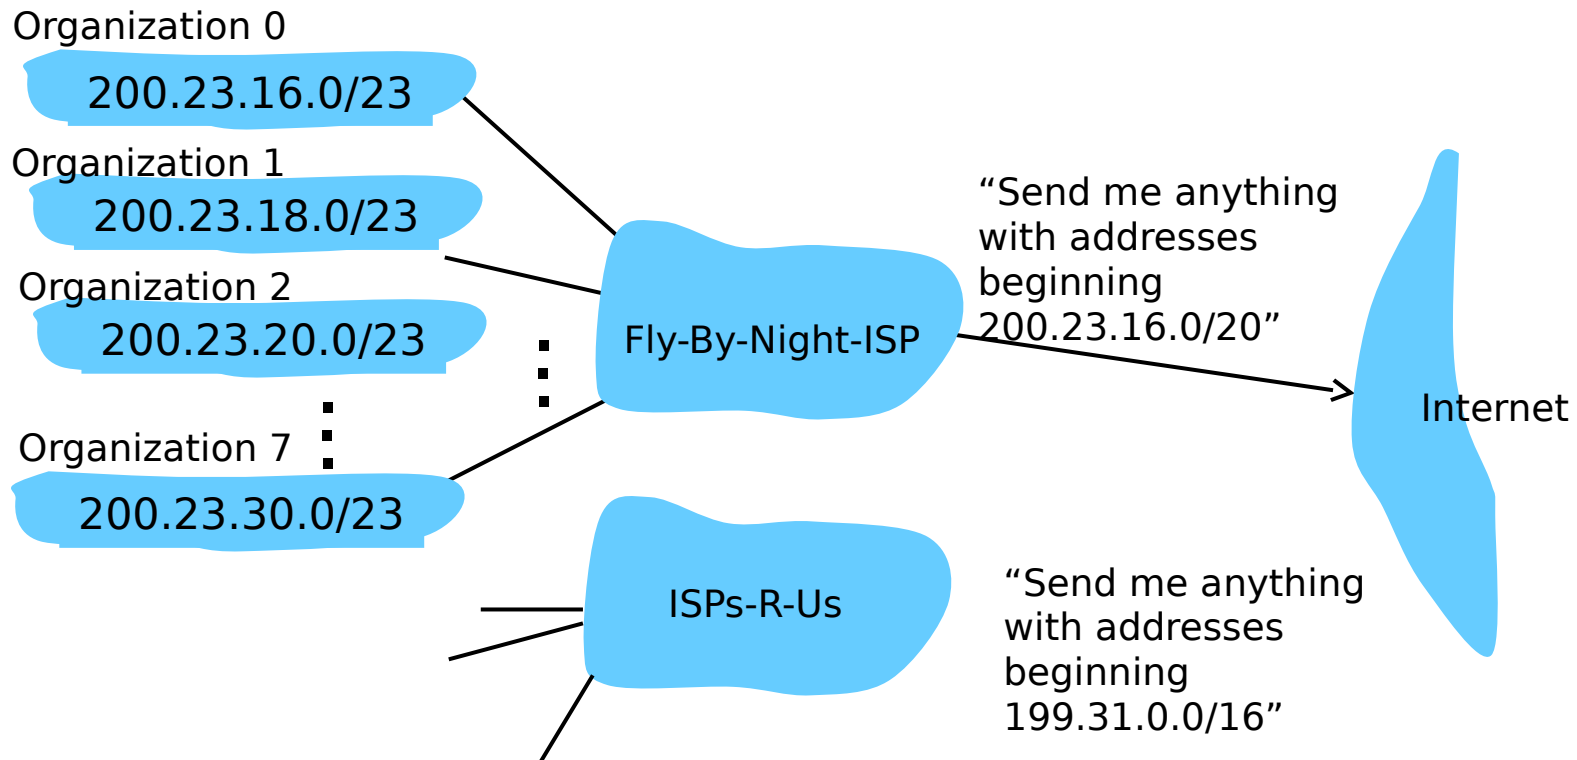 Organization 0
200.23.16.0/23
Organization 1
200.23.18.0/23
Organization 2
200.23.20.0/23
Organization 7
200.23.30.0/23
Fly-By-Night-ISP
“Send me anything
with addresses
beginning
200.23.16.0/20”
Internet
ISPs-R-Us
“Send me anything
with addresses
beginning
199.31.0.0/16”